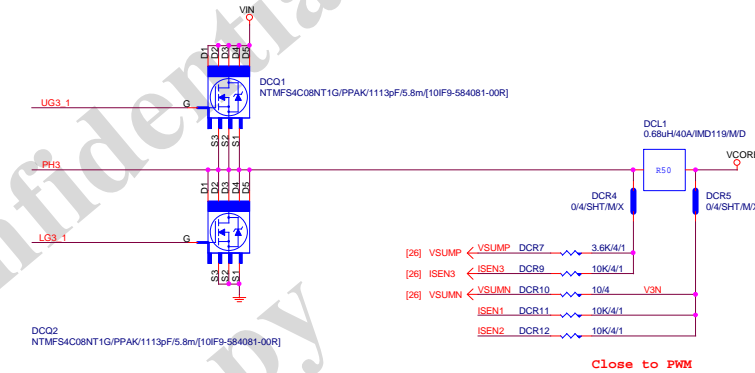 VIN
D1 D2 D3 D4 D5
DCQ1
NTMFS4C08NT1G/PPAK/1113pF/5.8m/[10IF9-584081-00R]
UG3_1
G
S3 S2 S1
DCL1
0.68uH/40A/IMD119/M/D
VCOR
PH3
R50
D1 D2 D3 D4 D5
DCR4
0/4/SHT/M/X
DCR5
0/4/SHT/M/X
LG3_1
G
S3 S2 S1
[26] VSUMP VSUMP DCR7 3.6K/4/1
[26] ISEN3 ISEN3 DCR9 10K/4/1
[26] VSUMN VSUMN DCR10 10/4 V3N
ISEN1 DCR11 10K/4/1
ISEN2 DCR12 10K/4/1
DCQ2
NTMFS4C08NT1G/PPAK/1113pF/5.8m/[10IF9-584081-00R]
Close to PWM
nfidentia
py